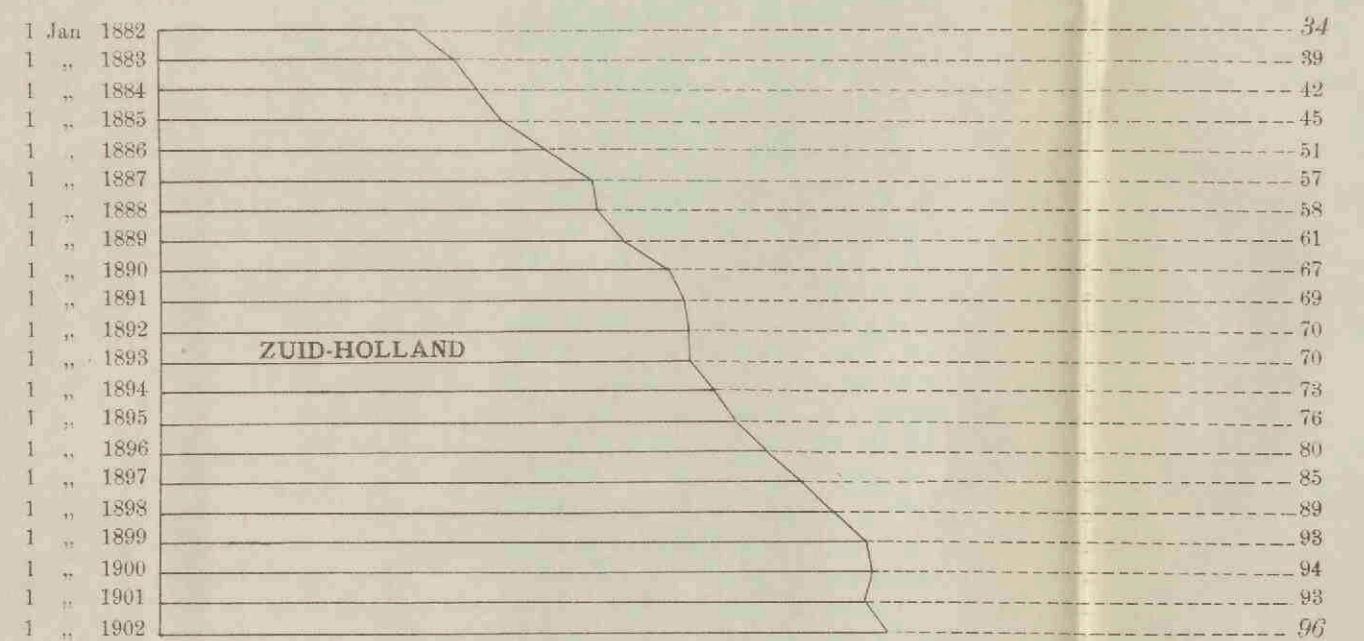 1 Jan 1882 34
1 „ 1883 39
1 „ 1884 42
1 „ 1885 45
1 „ 1886 51
1 „ 1887 57
1 „ 1888 58
1 „ 1889 61
1 „ 1890 67
1 „ 1891 69
1 „ 1892 70
ZUID-HOLLAND
1 „ 1893 70
1 „ 1894 73
1 „ 1895 76
1 „ 1896 80
1 „ 1897 85
1 „ 1898 89
1 „ 1899 93
1 „ 1900 94
1 „ 1901 93
1 „ 1902 96